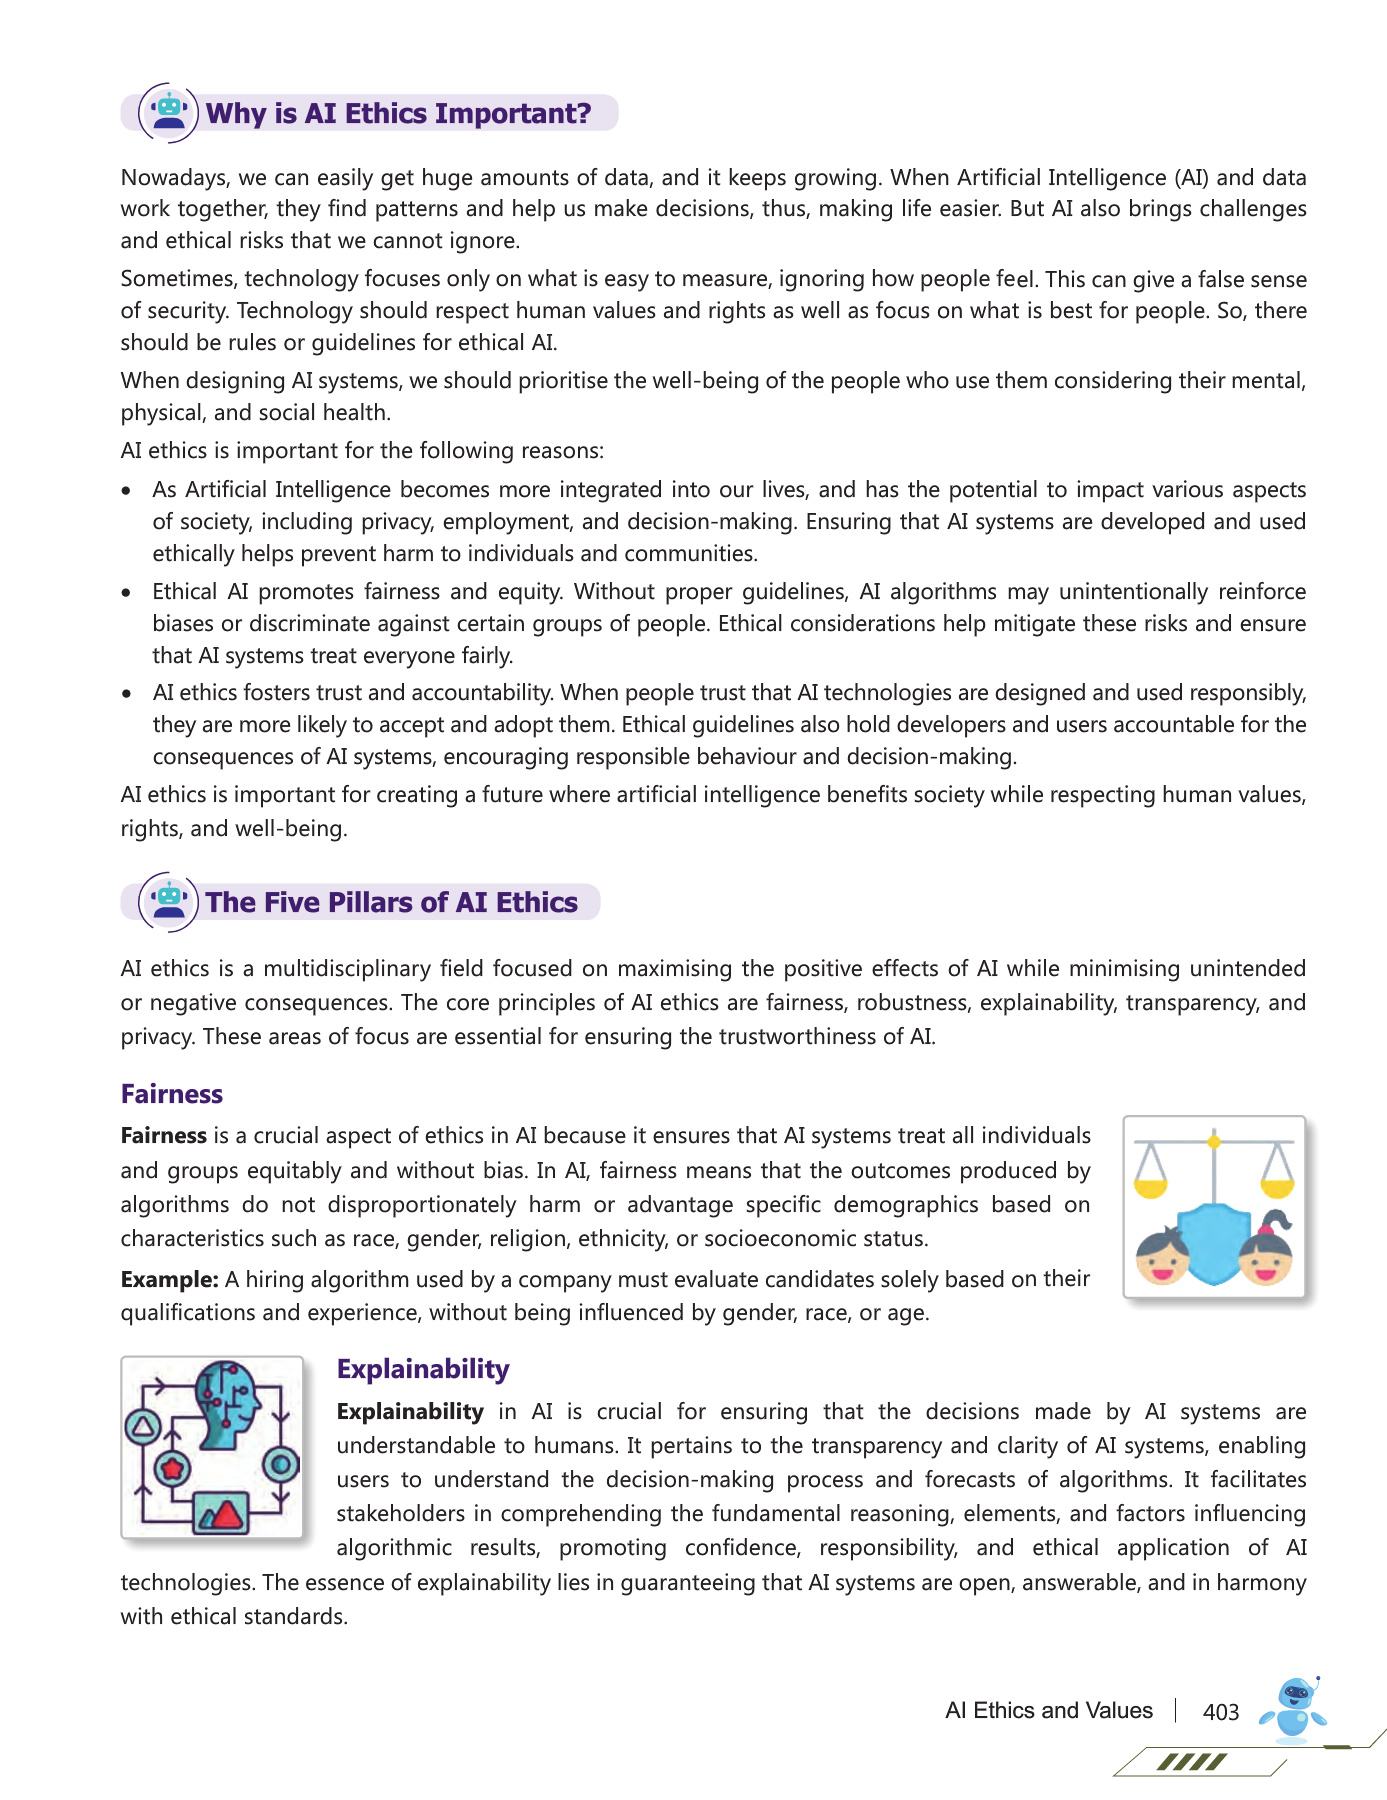 Why is AI Ethics Important?
Nowadays, we can easily get huge amounts of data, and it keeps growing. When Artificial Intelligence (AI) and data
work together, they find patterns and help us make decisions, thus, making life easier. But AI also brings challenges
and ethical risks that we cannot ignore.
Sometimes, technology focuses only on what is easy to measure, ignoring how people feel. This can give a false sense
of security. Technology should respect human values and rights as well as focus on what is best for people. So, there
should be rules or guidelines for ethical AI.
When designing AI systems, we should prioritise the well-being of the people who use them considering their mental,
physical, and social health.
AI ethics is important for the following reasons:
• As Artificial Intelligence becomes more integrated into our lives, and has the potential to impact various aspects
of society, including privacy, employment, and decision-making. Ensuring that AI systems are developed and used
ethically helps prevent harm to individuals and communities.
• Ethical AI promotes fairness and equity. Without proper guidelines, AI algorithms may unintentionally reinforce
biases or discriminate against certain groups of people. Ethical considerations help mitigate these risks and ensure
that AI systems treat everyone fairly.
• AI ethics fosters trust and accountability. When people trust that AI technologies are designed and used responsibly,
they are more likely to accept and adopt them. Ethical guidelines also hold developers and users accountable for the
consequences of AI systems, encouraging responsible behaviour and decision-making.
AI ethics is important for creating a future where artificial intelligence benefits society while respecting human values,
rights, and well-being.
The Five Pillars of AI Ethics
AI ethics is a multidisciplinary field focused on maximising the positive effects of AI while minimising unintended
or negative consequences. The core principles of AI ethics are fairness, robustness, explainability, transparency, and
privacy. These areas of focus are essential for ensuring the trustworthiness of AI.
Fairness
Fairness is a crucial aspect of ethics in AI because it ensures that AI systems treat all individuals
and groups equitably and without bias. In AI, fairness means that the outcomes produced by
algorithms do not disproportionately harm or advantage specific demographics based on
characteristics such as race, gender, religion, ethnicity, or socioeconomic status.
Example: A hiring algorithm used by a company must evaluate candidates solely based on their
qualifications and experience, without being influenced by gender, race, or age.
Explainability
Explainability in AI is crucial for ensuring that the decisions made by AI systems are
understandable to humans. It pertains to the transparency and clarity of AI systems, enabling
users to understand the decision-making process and forecasts of algorithms. It facilitates
stakeholders in comprehending the fundamental reasoning, elements, and factors influencing
algorithmic results, promoting confidence, responsibility, and ethical application of AI
technologies. The essence of explainability lies in guaranteeing that AI systems are open, answerable, and in harmony
with ethical standards.
AI Ethics and Values 403